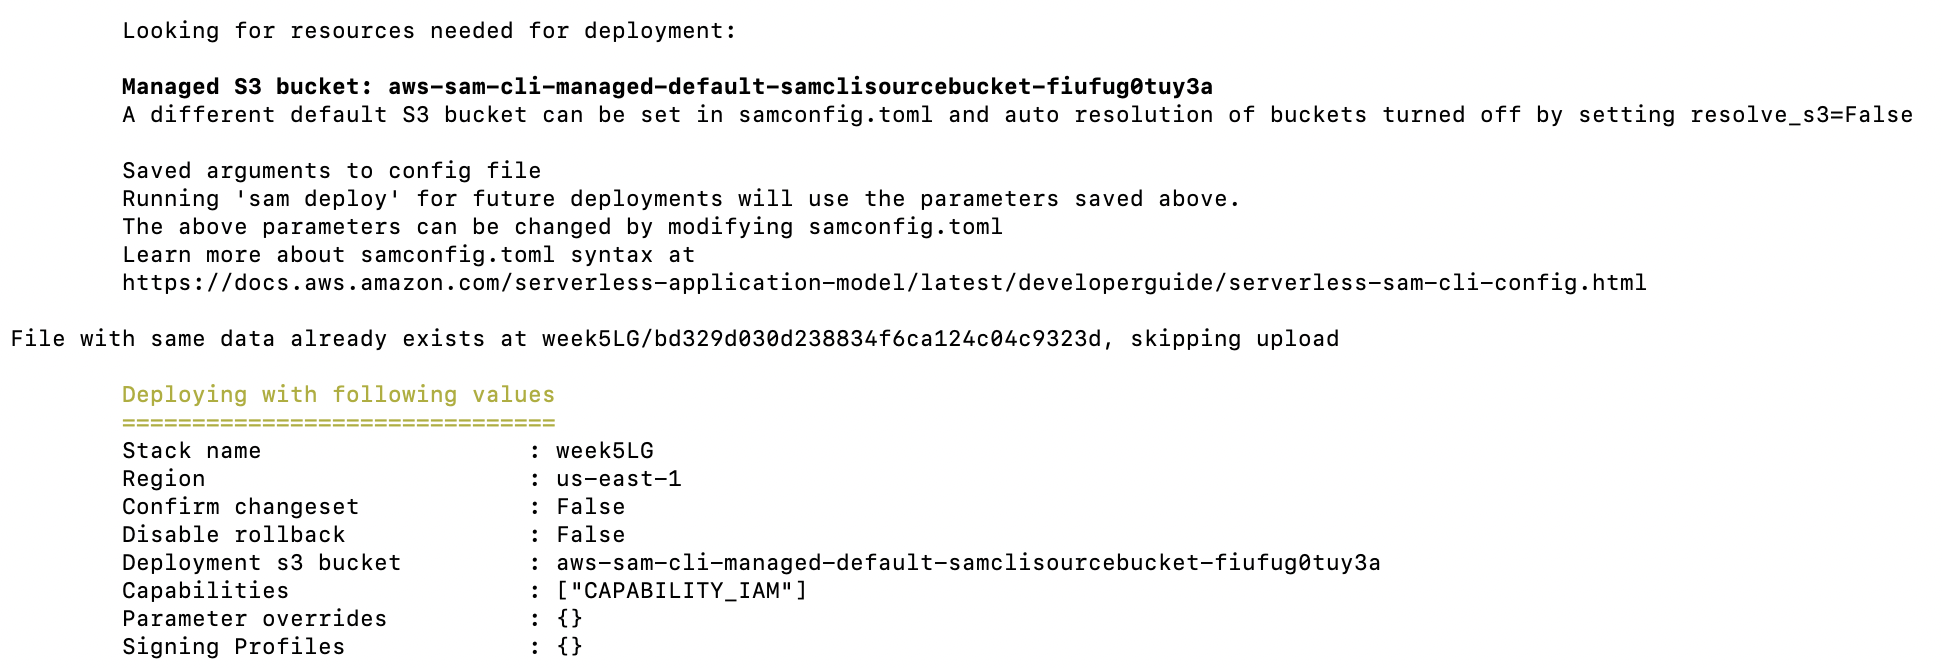 Looking for resources needed for deployment:
Managed S3 bucket: aws-sam-cli-managed-default-samclisourcebucket-fiufug0tuy3a
A different default S3 bucket can be set in samconfig.toml and auto resolution of buckets turned off by setting resolve_s3=False
Saved arguments to config file
Running 'sam deploy' for future deployments will use the parameters saved above.
The above parameters can be changed by modifying samconfig.toml
Learn more about samconfig.toml syntax at
https://docs.aws.amazon.com/serverless-application-model/latest/developerguide/serverless-sam-cli-config.html
File with same data already exists at week5LG/bd329d030d238834f6ca124c04c9323d, skipping upload
Deploying with following values
===============================
Stack name : week5LG
Region : us-east-1
Confirm changeset : False
Disable rollback : False
Deployment s3 bucket : aws-sam-cli-managed-default-samclisourcebucket-fiufug0tuy3a
Capabilities : ["CAPABILITY_IAM"]
Parameter overrides : {}
Signing Profiles : {}